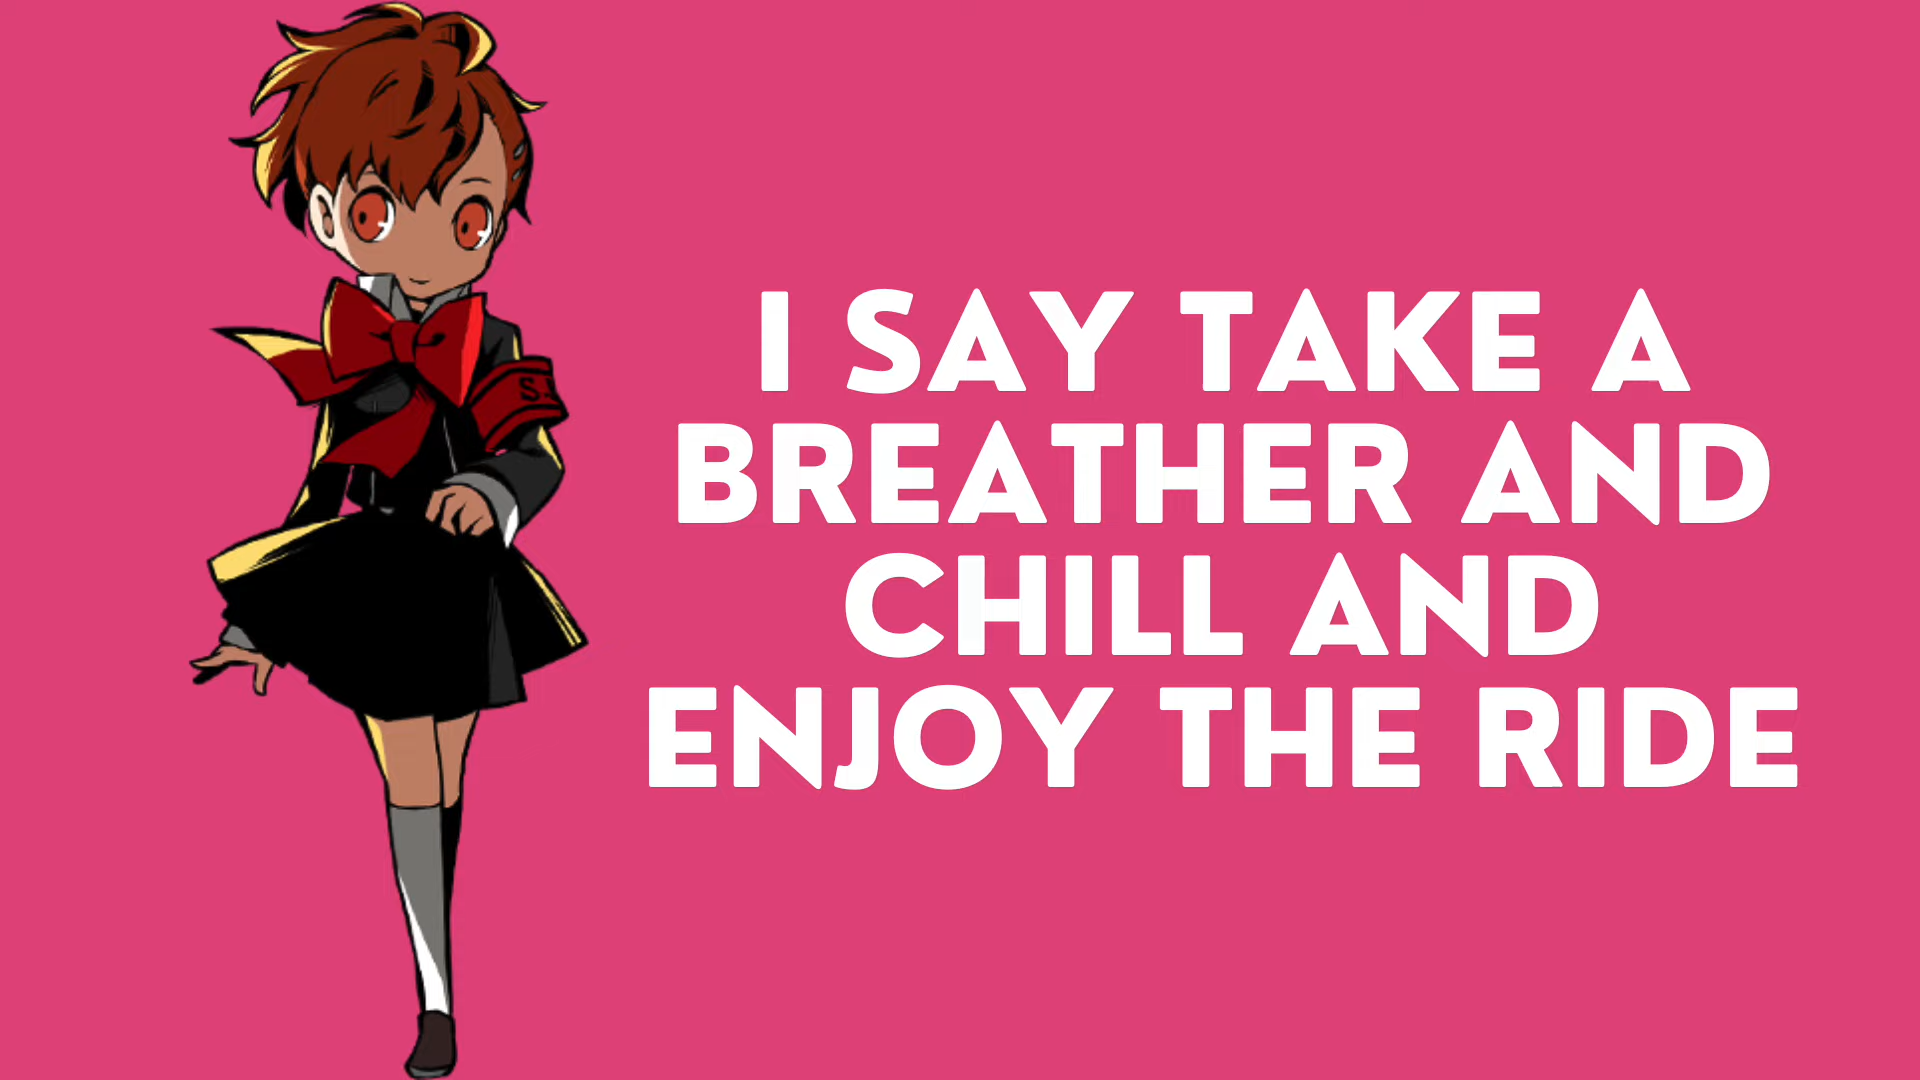 I SAY TAKE A
BREATHER AND
CHILL AND
ENJOY THE RIDE